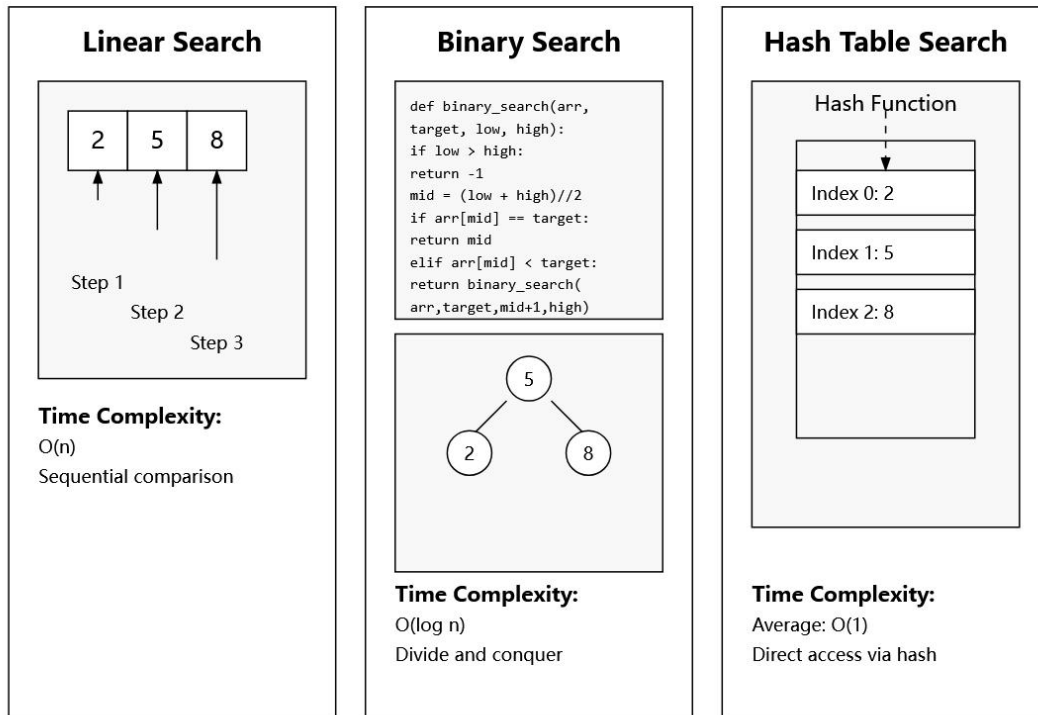 Linear Search
2 5 8
Step 1
Step 2
Step 3
Time Complexity:
O(n)
Sequential comparison
Binary Search
def binary_search(arr,
target, low, high):
if low > high:
return -1
mid = (low + high)//2
if arr[mid] == target:
return mid
elif arr[mid] < target:
return binary_search(
arr,target,mid+1,high)
5
2 8
Time Complexity:
O(log n)
Divide and conquer
Hash Table Search
Hash Function
Index 0: 2
Index 1: 5
Index 2: 8
Time Complexity:
Average: O(1)
Direct access via hash